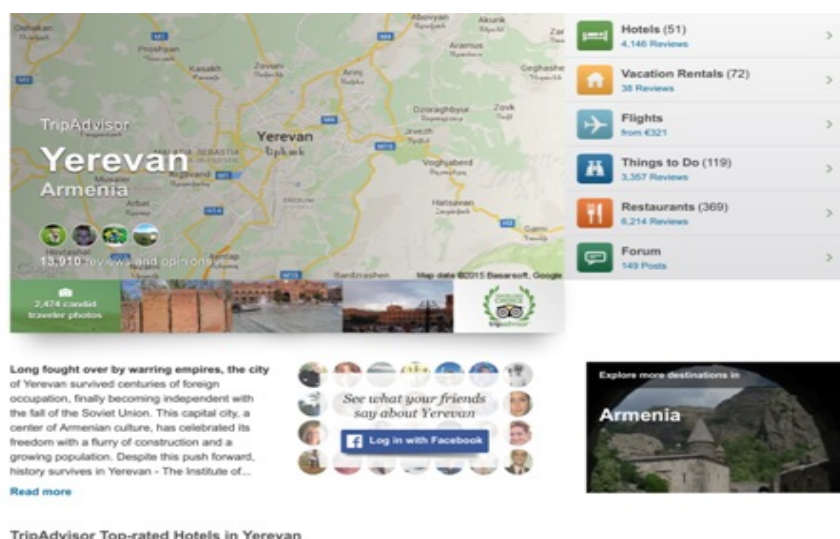 Abovyan
Akunk
Proshyan
Aramus
Kasakh
Zovuni
Arinj
Geghashe
Dzoraghbyur
Zovk
TripAdvisor
Yerevan
Երևան
Jrvezh
Yerevan
Voghjaberd
Armenia
Argavand
Arbat
Hatsavan
Garni
13,910 reviews and opinions
Bardzrashen
Map data ©2015 Basarsoft, Google
2,474 candid
traveler photos
TRAVELERS'
CHOICE
tripadvisor
Hotels (51)
4,146 Reviews
Vacation Rentals (72)
38 Reviews
Flights
from €321
Things to Do (119)
3,357 Reviews
Restaurants (369)
6,214 Reviews
Forum
149 Posts
Long fought over by warring empires, the city
of Yerevan survived centuries of foreign
occupation, finally becoming independent with
the fall of the Soviet Union. This capital city, a
center of Armenian culture, has celebrated its
freedom with a flurry of construction and a
growing population. Despite this push forward,
history survives in Yerevan - The Institute of...
Read more
See what your friends
say about Yerevan
Log in with Facebook
Explore more destinations in
Armenia
TripAdvisor Top-rated Hotels in Yerevan